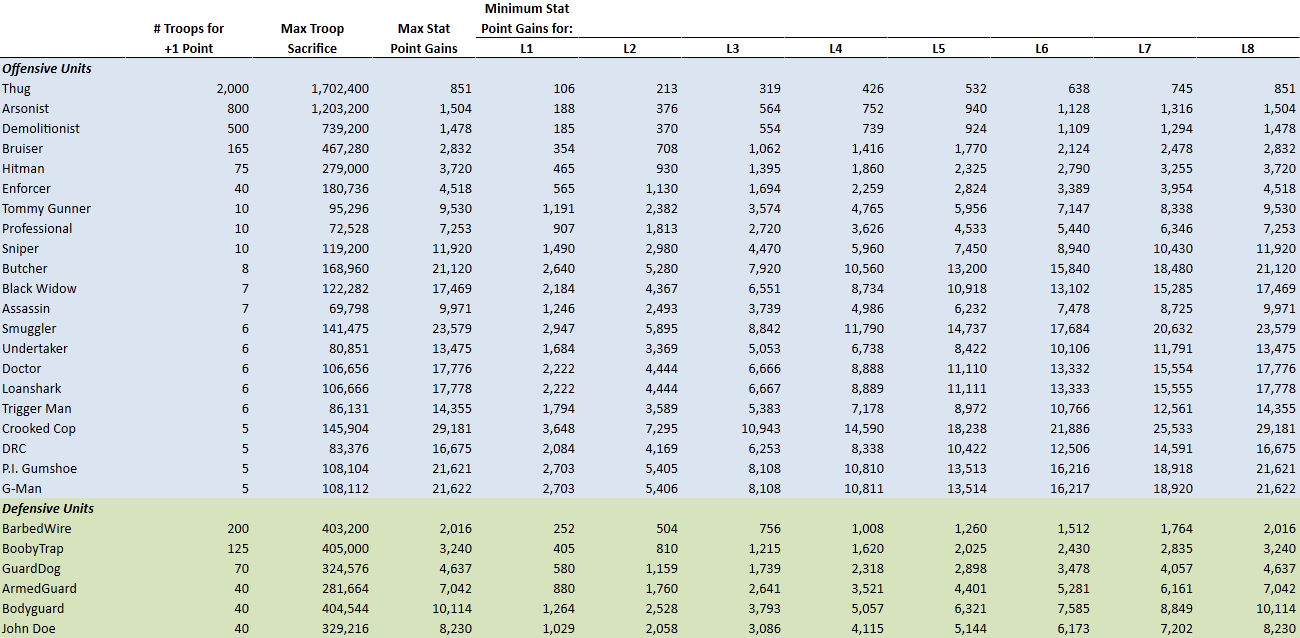 Minimum Stat
# Troops for Max Troop Max Stat Point Gains for:
+1 Point Sacrifice Point Gains L1 L2 L3 L4 L5 L6 L7 L8
Offensive Units
Thug 2,000 1,702,400 851 106 213 319 426 532 638 745 851
Arsonist 800 1,203,200 1,504 188 376 564 752 940 1,128 1,316 1,504
Demolitionist 500 739,200 1,478 185 370 554 739 924 1,109 1,294 1,478
Bruiser 165 467,280 2,832 354 708 1,062 1,416 1,770 2,124 2,478 2,832
Hitman 75 279,000 3,720 465 930 1,395 1,860 2,325 2,790 3,255 3,720
Enforcer 40 180,736 4,518 565 1,130 1,694 2,259 2,824 3,389 3,954 4,518
Tommy Gunner 10 95,296 9,530 1,191 2,382 3,574 4,765 5,956 7,147 8,338 9,530
Professional 10 72,528 7,253 907 1,813 2,720 3,626 4,533 5,440 6,346 7,253
Sniper 10 119,200 11,920 1,490 2,980 4,470 5,960 7,450 8,940 10,430 11,920
Butcher 8 168,960 21,120 2,640 5,280 7,920 10,560 13,200 15,840 18,480 21,120
Black Widow 7 122,282 17,469 2,184 4,367 6,551 8,734 10,918 13,102 15,285 17,469
Assassin 7 69,798 9,971 1,246 2,493 3,739 4,986 6,232 7,478 8,725 9,971
Smuggler 6 141,475 23,579 2,947 5,895 8,842 11,790 14,737 17,684 20,632 23,579
Undertaker 6 80,851 13,475 1,684 3,369 5,053 6,738 8,422 10,106 11,791 13,475
Doctor 6 106,656 17,776 2,222 4,444 6,666 8,888 11,110 13,332 15,554 17,776
Loanshark 6 106,666 17,778 2,222 4,444 6,667 8,889 11,111 13,333 15,555 17,778
Trigger Man 6 86,131 14,355 1,794 3,589 5,383 7,178 8,972 10,766 12,561 14,355
Crooked Cop 5 145,904 29,181 3,648 7,295 10,943 14,590 18,238 21,886 25,533 29,181
DRC 5 83,376 16,675 2,084 4,169 6,253 8,338 10,422 12,506 14,591 16,675
P.I. Gumshoe 5 108,104 21,621 2,703 5,405 8,108 10,810 13,513 16,216 18,918 21,621
G-Man 5 108,112 21,622 2,703 5,406 8,108 10,811 13,514 16,217 18,920 21,622
Defensive Units
BarbedWire 200 403,200 2,016 252 504 756 1,008 1,260 1,512 1,764 2,016
BoobyTrap 125 405,000 3,240 405 810 1,215 1,620 2,025 2,430 2,835 3,240
GuardDog 70 324,576 4,637 580 1,159 1,739 2,318 2,898 3,478 4,057 4,637
ArmedGuard 40 281,664 7,042 880 1,760 2,641 3,521 4,401 5,281 6,161 7,042
Bodyguard 40 404,544 10,114 1,264 2,528 3,793 5,057 6,321 7,585 8,849 10,114
John Doe 40 329,216 8,230 1,029 2,058 3,086 4,115 5,144 6,173 7,202 8,230